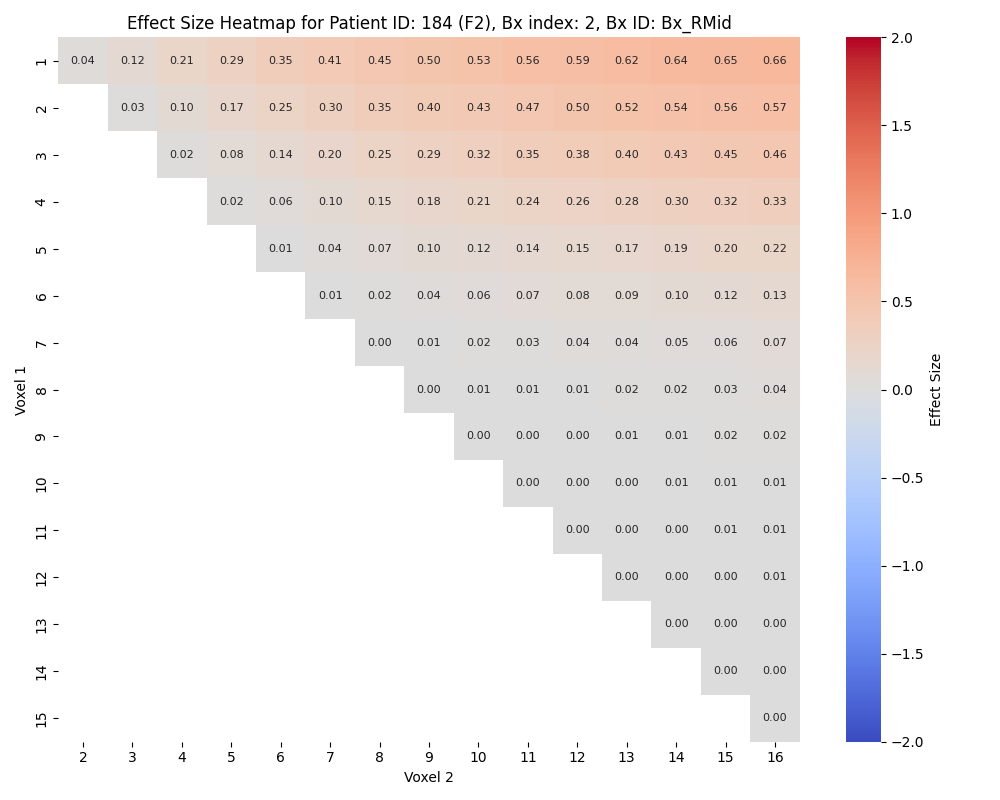 Effect Size Heatmap for Patient ID: 184 (F2), Bx index: 2, Bx ID: Bx_RMid
1 0.04 0.12 0.21 0.29 0.35 0.41 0.45 0.50 0.53 0.56 0.59 0.62 0.64 0.65 0.66
2 0.03 0.10 0.17 0.25 0.30 0.35 0.40 0.43 0.47 0.50 0.52 0.54 0.56 0.57
3 0.02 0.08 0.14 0.20 0.25 0.29 0.32 0.35 0.38 0.40 0.43 0.45 0.46
4 0.02 0.06 0.10 0.15 0.18 0.21 0.24 0.26 0.28 0.30 0.32 0.33
5 0.01 0.04 0.07 0.10 0.12 0.14 0.15 0.17 0.19 0.20 0.22
6 0.01 0.02 0.04 0.06 0.07 0.08 0.09 0.10 0.12 0.13
7 0.00 0.01 0.02 0.03 0.04 0.04 0.05 0.06 0.07
8 0.00 0.01 0.01 0.01 0.02 0.02 0.03 0.04
9 0.00 0.00 0.00 0.01 0.01 0.02 0.02
10 0.00 0.00 0.00 0.01 0.01 0.01
11 0.00 0.00 0.00 0.01 0.01
12 0.00 0.00 0.00 0.01
13 0.00 0.00 0.00
14 0.00 0.00
15 0.00
2 3 4 5 6 7 8 9 10 11 12 13 14 15 16
Voxel 2
Voxel 1
2.0
1.5
1.0
0.5
0.0
−0.5
−1.0
−1.5
−2.0
Effect Size